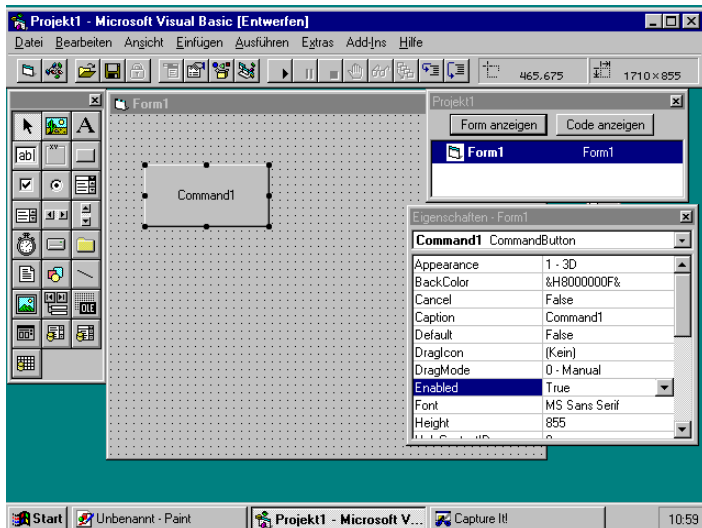 Projekt1 - Microsoft Visual Basic [Entwerfen]
Datei Bearbeiten Ansicht Einfügen Ausführen Extras Add-Ins Hilfe
465.675 1710×855
Form1
A
ab
XY
OLE
Command1
Projekt1
Form anzeigen Code anzeigen
Form1 Form1
Eigenschaften - Form1
Command1 CommandButton
Appearance 1 - 3D
BackColor &H8000000F&
Cancel False
Caption Command1
Default False
DragIcon (Kein)
DragMode 0 - Manual
Enabled True
Font MS Sans Serif
Height 855
Start Unbenannt - Paint Projekt1 - Microsoft V... Capture It! 10:59